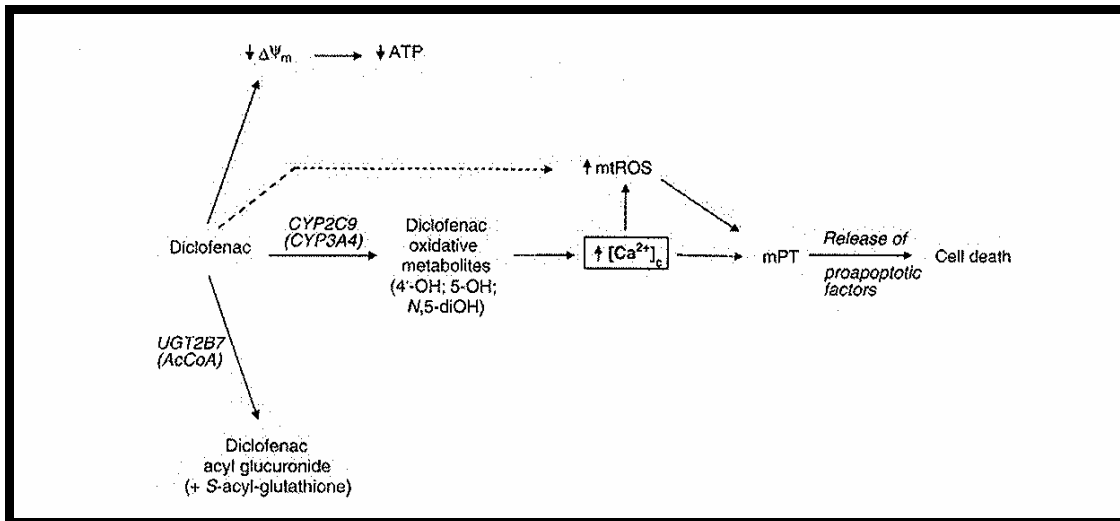 ↓ ΔΨm → ↓ ATP
↑ mtROS
CYP2C9
(CYP3A4)
Diclofenac
Diclofenac
oxidative
metabolites
(4'-OH; 5-OH;
N,5-diOH)
↑ [Ca2+]c
mPT
Release of
proapoptotic
factors
Cell death
UGT2B7
(AcCoA)
Diclofenac
acyl glucuronide
(+ S-acyl-glutathione)